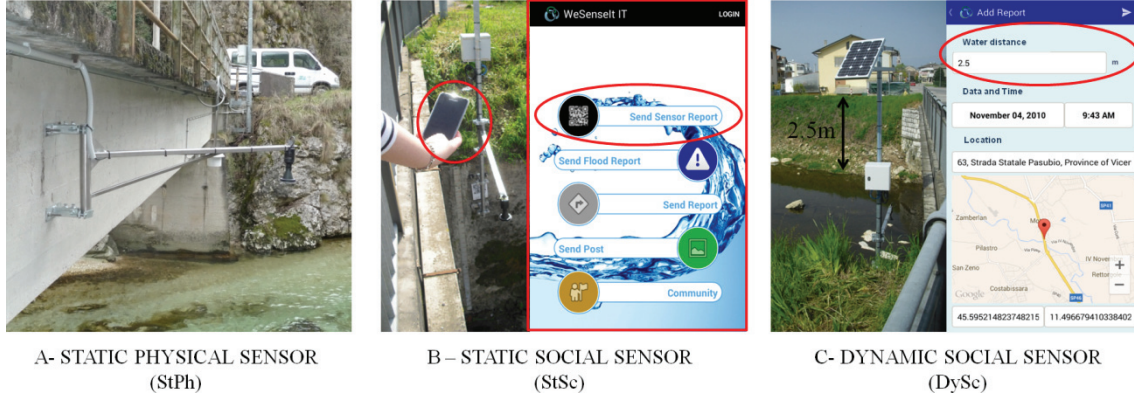 WeSenseIt IT
LOGIN
Send Sensor Report
Send Flood Report
Send Report
Send Post
Community
2.5m
Add Report
Water distance
2.5
m
Data and Time
November 04, 2010
9:43 AM
Location
63, Strada Statale Pasubio, Province of Vicer
Zamberlan
Pilastro
San Zeno
Costabissara
IV Novem
Rettor
SP46
Google
+
−
45.595214823748215
11.496679410338402
A- STATIC PHYSICAL SENSOR
(StPh)
B – STATIC SOCIAL SENSOR
(StSc)
C- DYNAMIC SOCIAL SENSOR
(DySc)